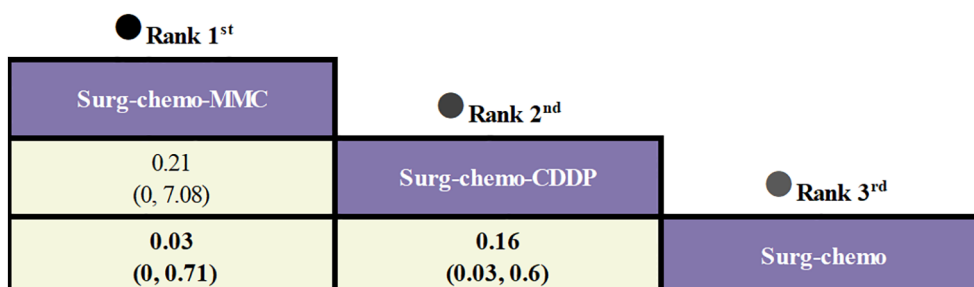 Rank 1st
Surg-chemo-MMC
Rank 2nd
0.21
(0, 7.08)
Surg-chemo-CDDP
Rank 3rd
0.03
(0, 0.71)
0.16
(0.03, 0.6)
Surg-chemo